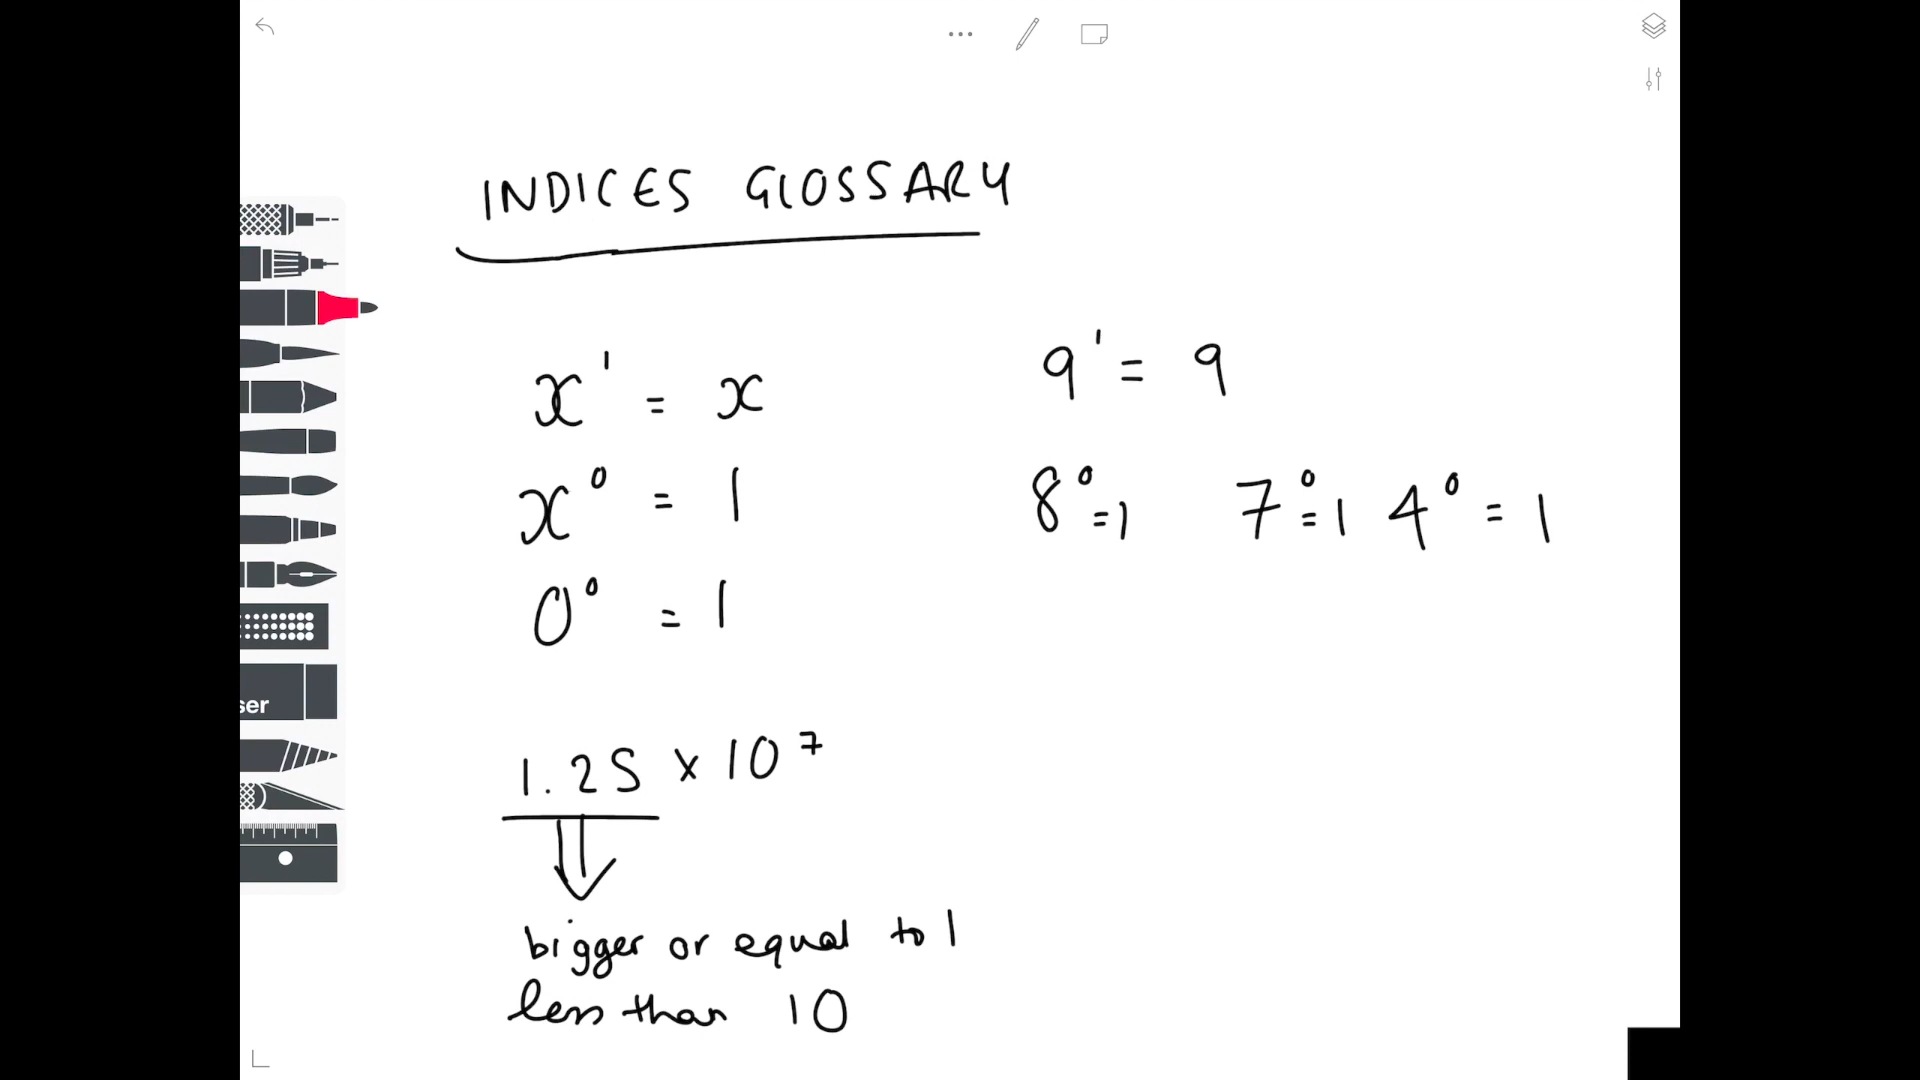 INDICES GLOSSARY
x¹ = x
9¹ = 9
x⁰ = 1
8⁰=1 7⁰=1 4⁰ = 1
0⁰ = 1
1.25 x 10⁷
bigger or equal to 1
less than 10
ser